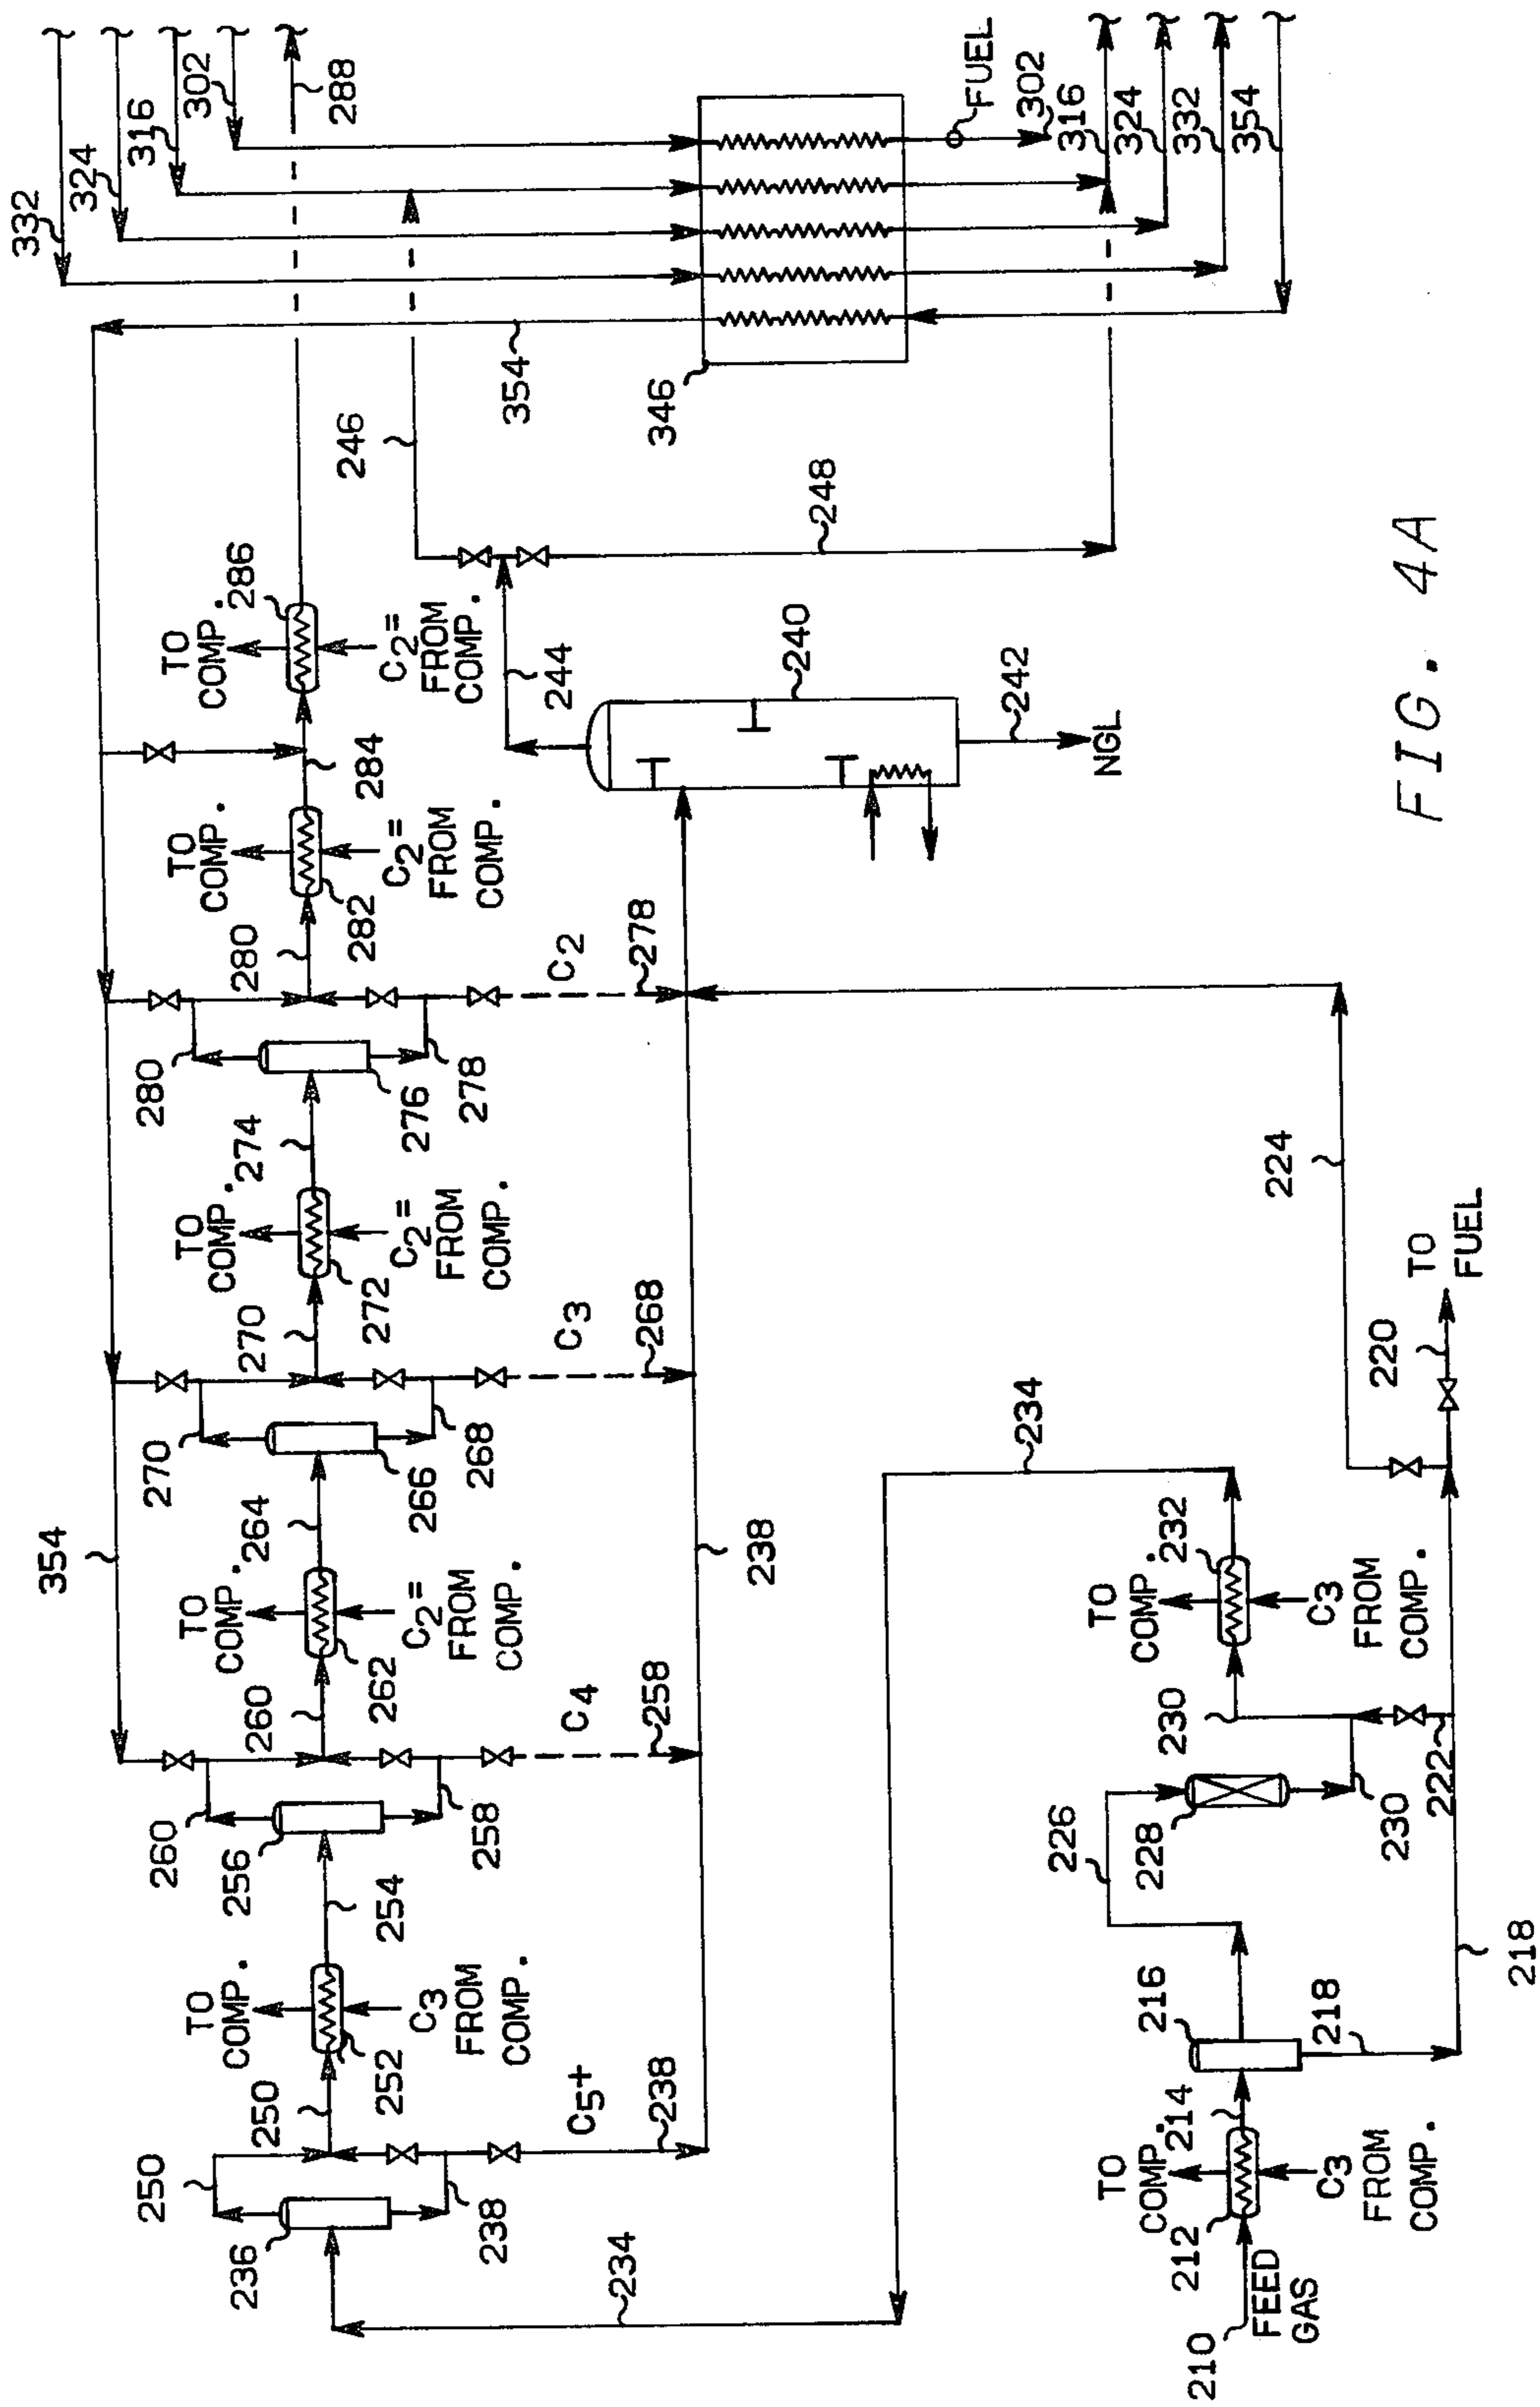 332
324
316
302
288
354
250
TO
COMP.
260
TO
COMP.
270
TO
COMP.
280
TO
COMP.
TO
COMP.
286
236
250
252
254
256
260
262
264
266
270
272
274
276
280
282
284
238
C3
FROM
COMP.
258
C2=
FROM
COMP.
268
C2=
FROM
COMP.
278
C2=
FROM
COMP.
C2=
FROM
COMP.
246
354
C5+
238
C4
258
C3
268
C2
278
244
240
242
NGL
248
346
FUEL
302
316
324
332
354
234
238
234
210
FEED
GAS
212
TO
COMP.
214
C3
FROM
COMP.
216
218
226
228
230
230
222
TO
COMP.
232
C3
FROM
COMP.
224
220
TO
FUEL
218
FIG. 4A